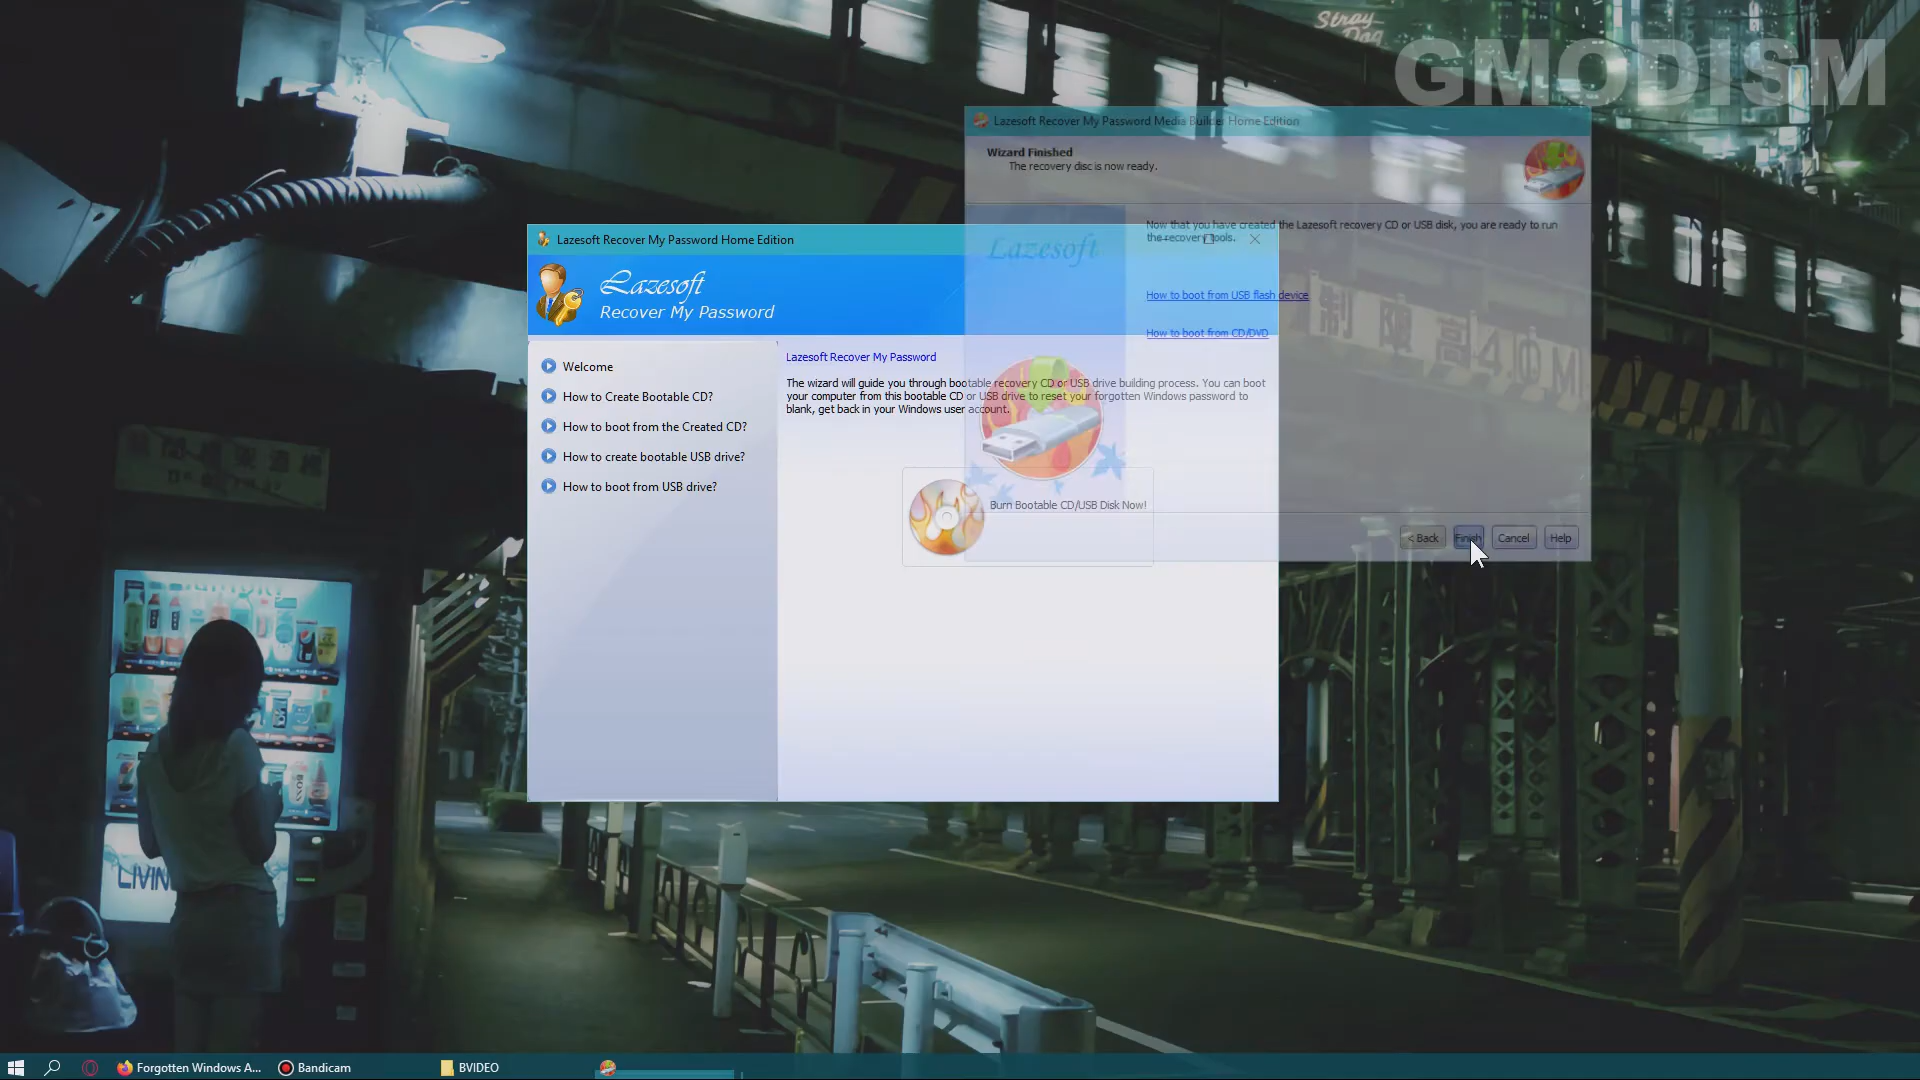 Stray
Dog
GMODISM
Lazesoft Recover My Password Media Builder Home Edition
Wizard Finished
The recovery disc is now ready.
Now that you have created the Lazesoft recovery CD or USB disk, you are ready to run
the recovery tools.
Lazesoft
How to boot from USB flash device
How to boot from CD/DVD
< Back
Finish
Cancel
Help
Lazesoft Recover My Password Home Edition
Lazesoft
Recover My Password
Welcome
How to Create Bootable CD?
How to boot from the Created CD?
How to create bootable USB drive?
How to boot from USB drive?
Lazesoft Recover My Password
The wizard will guide you through bootable recovery CD or USB drive building process. You can boot
your computer from this bootable CD or USB drive to reset your forgotten Windows password to
blank, get back in your Windows user account.
Burn Bootable CD/USB Disk Now!
制限高4.0M
LIVIN
Forgotten Windows A...
Bandicam
BVIDEO